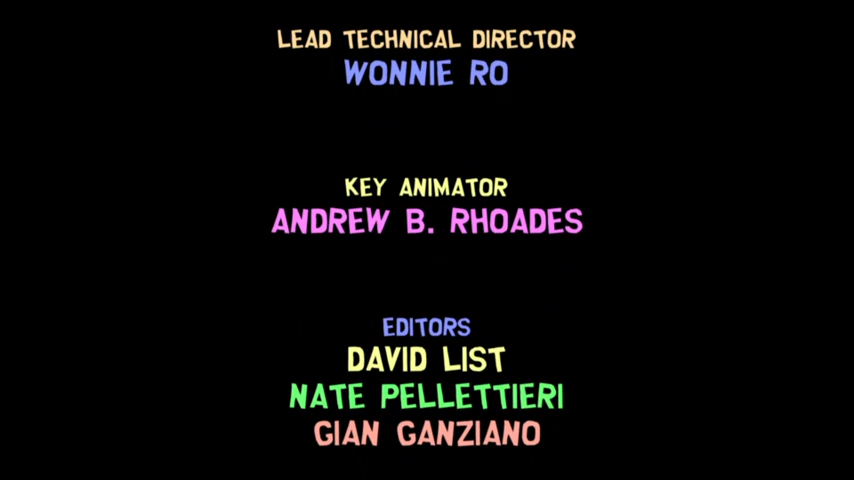 LEAD TECHNICAL DIRECTOR
WONNIE RO
KEY ANIMATOR
ANDREW B. RHOADES
EDITORS
DAVID LIST
NATE PELLETTIERI
GIAN GANZIANO